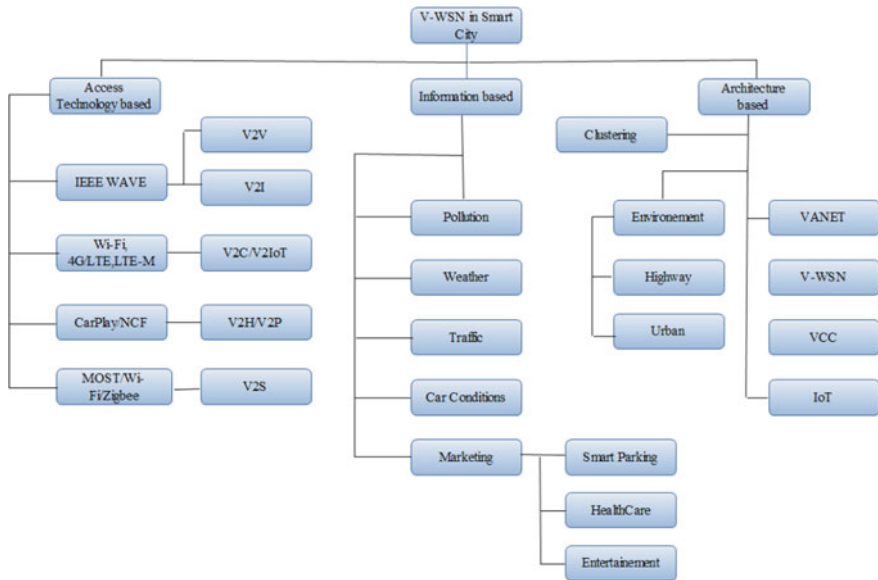 V-WSN in Smart
City
Access
Technology based
Information based
Architecture
based
V2V
Clustering
IEEE WAVE
V2I
Pollution
Environement
VANET
Wi-Fi,
4G/LTE,LTE-M
V2C/V2IoT
Weather
Highway
V-WSN
CarPlay/NCF
V2H/V2P
Traffic
Urban
VCC
MOST/Wi-
Fi/Zigbee
V2S
Car Conditions
IoT
Marketing
Smart Parking
HealthCare
Entertainement